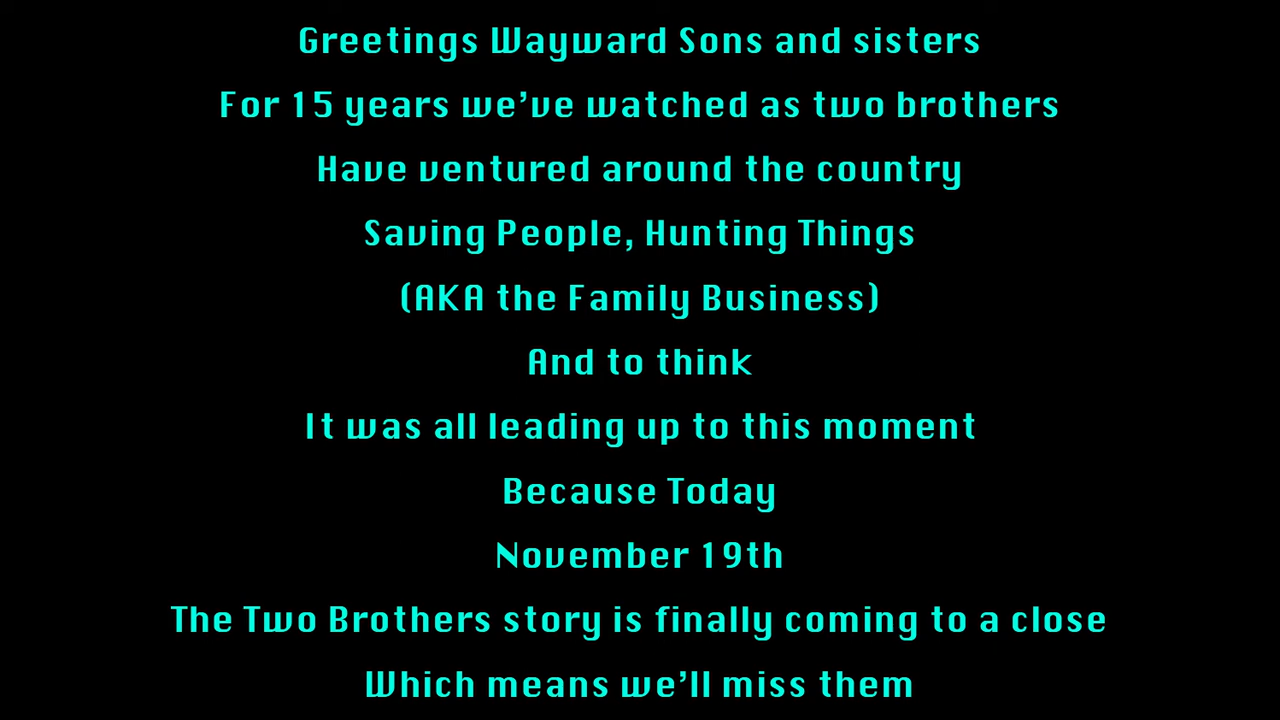 Greetings Wayward Sons and sisters
For 15 years we've watched as two brothers
Have ventured around the country
Saving People, Hunting Things
(AKA the Family Business)
And to think
It was all leading up to this moment
Because Today
November 19th
The Two Brothers story is finally coming to a close
Which means we'll miss them